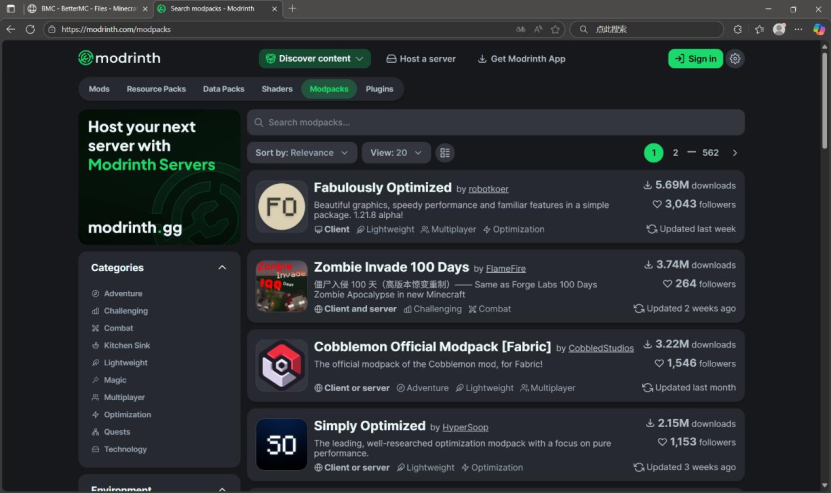 BMC - BetterMC - Files - Minecraf
Search modpacks - Modrinth
https://modrinth.com/modpacks
点此搜索
modrinth
Discover content
Host a server
Get Modrinth App
Sign in
Mods
Resource Packs
Data Packs
Shaders
Modpacks
Plugins
Host your next
server with
Modrinth Servers
modrinth.gg
Search modpacks...
Sort by: Relevance
View: 20
1
2
562
Categories
Adventure
Challenging
Combat
Kitchen Sink
Lightweight
Magic
Multiplayer
Optimization
Quests
Technology
Environment
FO
Fabulously Optimized by robotkoer
Beautiful graphics, speedy performance and familiar features in a simple
package. 1.21.8 alpha!
Client Lightweight Multiplayer Optimization
5.69M downloads
3,043 followers
Updated last week
Zombie
Invade
100
Days
Zombie Invade 100 Days by FlameFire
僵尸入侵 100 天（高版本惊变重制）—— Same as Forge Labs 100 Days
Zombie Apocalypse in new Minecraft
Client and server Challenging Combat
3.74M downloads
264 followers
Updated 2 weeks ago
Cobblemon Official Modpack [Fabric] by CobbledStudios
The official modpack of the Cobblemon mod, for Fabric!
Client or server Adventure Lightweight Multiplayer
3.22M downloads
1,546 followers
Updated last month
SO
Simply Optimized by HyperSoop
The leading, well-researched optimization modpack with a focus on pure
performance.
Client or server Lightweight Optimization
2.15M downloads
1,153 followers
Updated 3 weeks ago